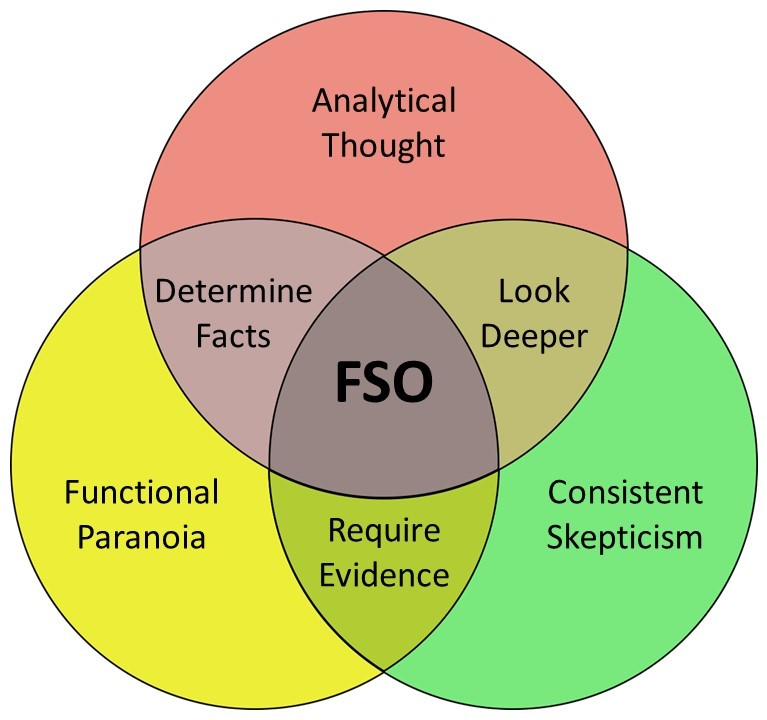 Analytical
Thought
Determine
Facts
Look
Deeper
FSO
Functional
Paranoia
Consistent
Skepticism
Require
Evidence